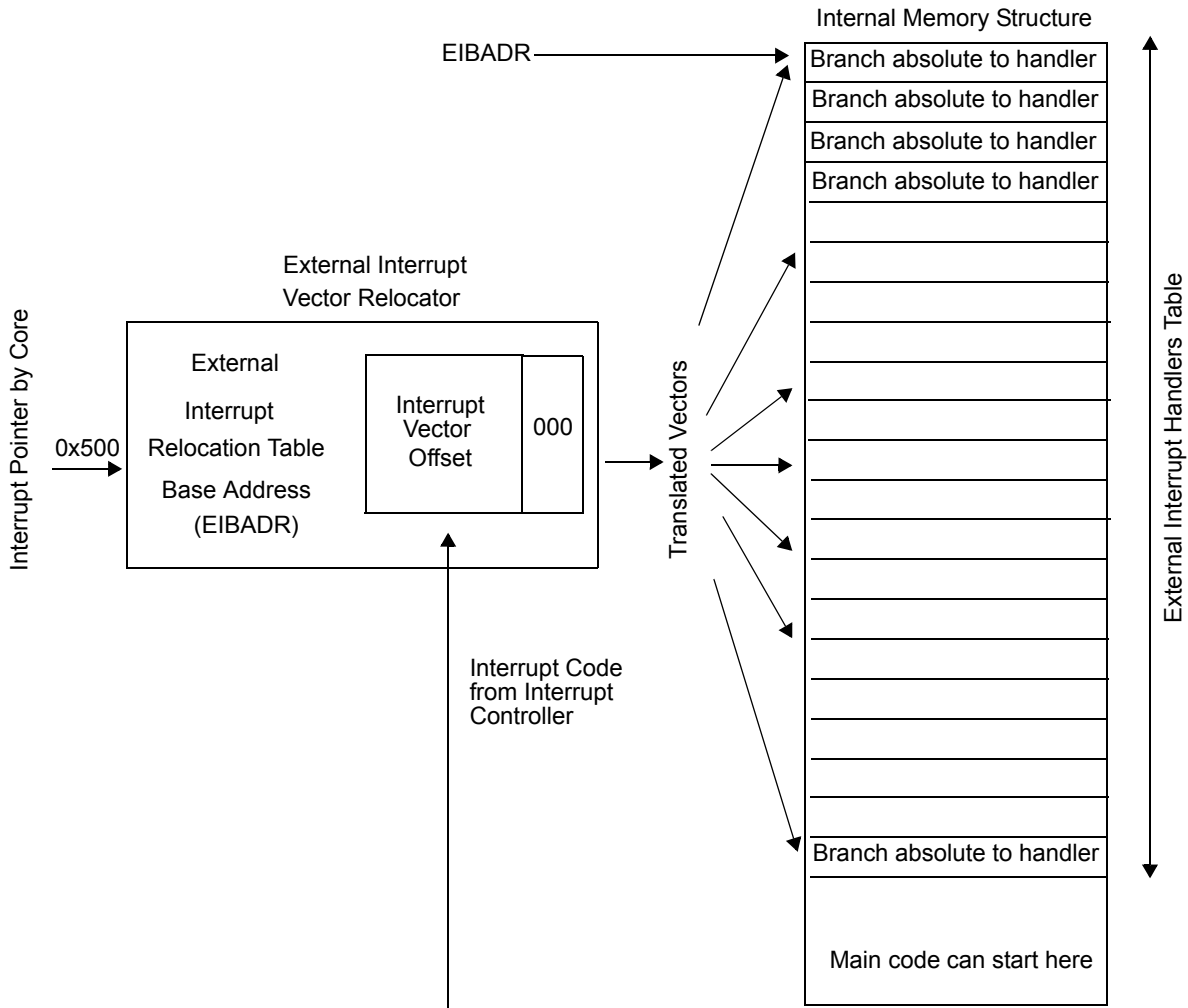 Internal Memory Structure
EIBADR
Branch absolute to handler
Branch absolute to handler
Branch absolute to handler
Branch absolute to handler
External Interrupt
Vector Relocator
Interrupt Pointer by Core
0x500
External
Interrupt
Relocation Table
Base Address
(EIBADR)
Interrupt
Vector
Offset
000
Translated Vectors
External Interrupt Handlers Table
Interrupt Code
from Interrupt
Controller
Branch absolute to handler
Main code can start here